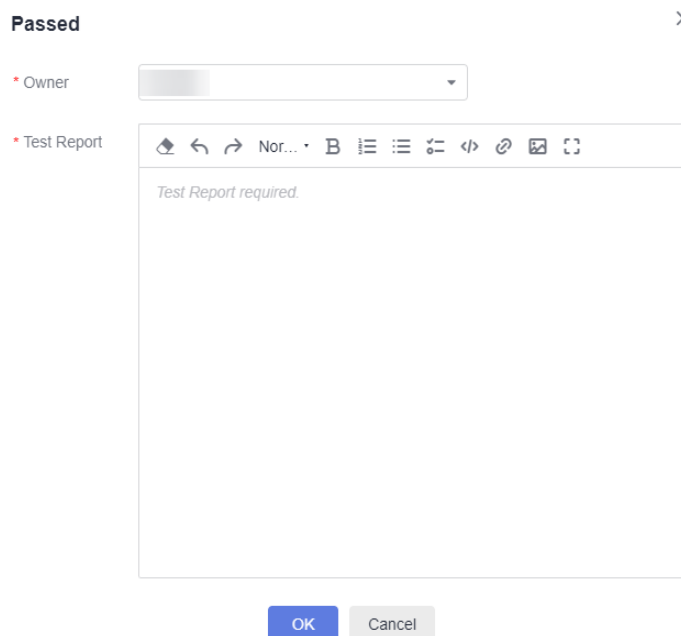 Passed
* Owner
* Test Report
Nor...
Test Report required.
OK
Cancel